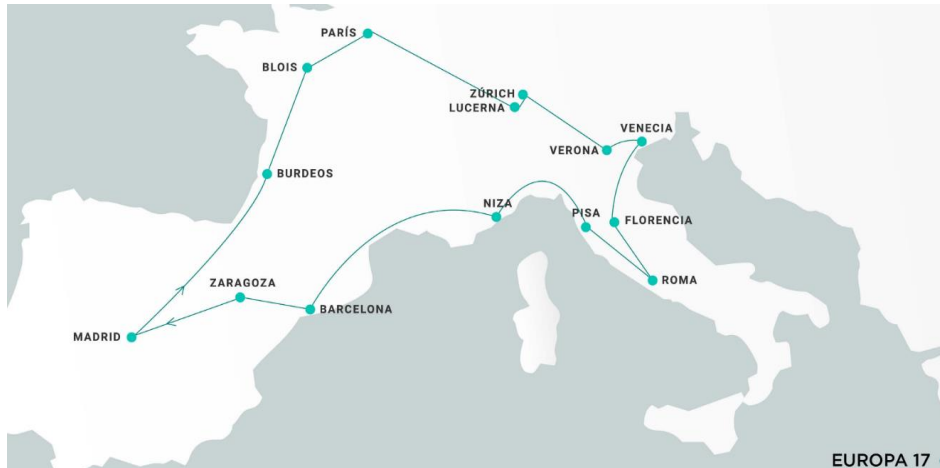 PARÍS
BLOIS
ZÚRICH
LUCERNA
VENECIA
VERONA
BURDEOS
NIZA
PISA
FLORENCIA
ZARAGOZA
ROMA
BARCELONA
MADRID
EUROPA 17